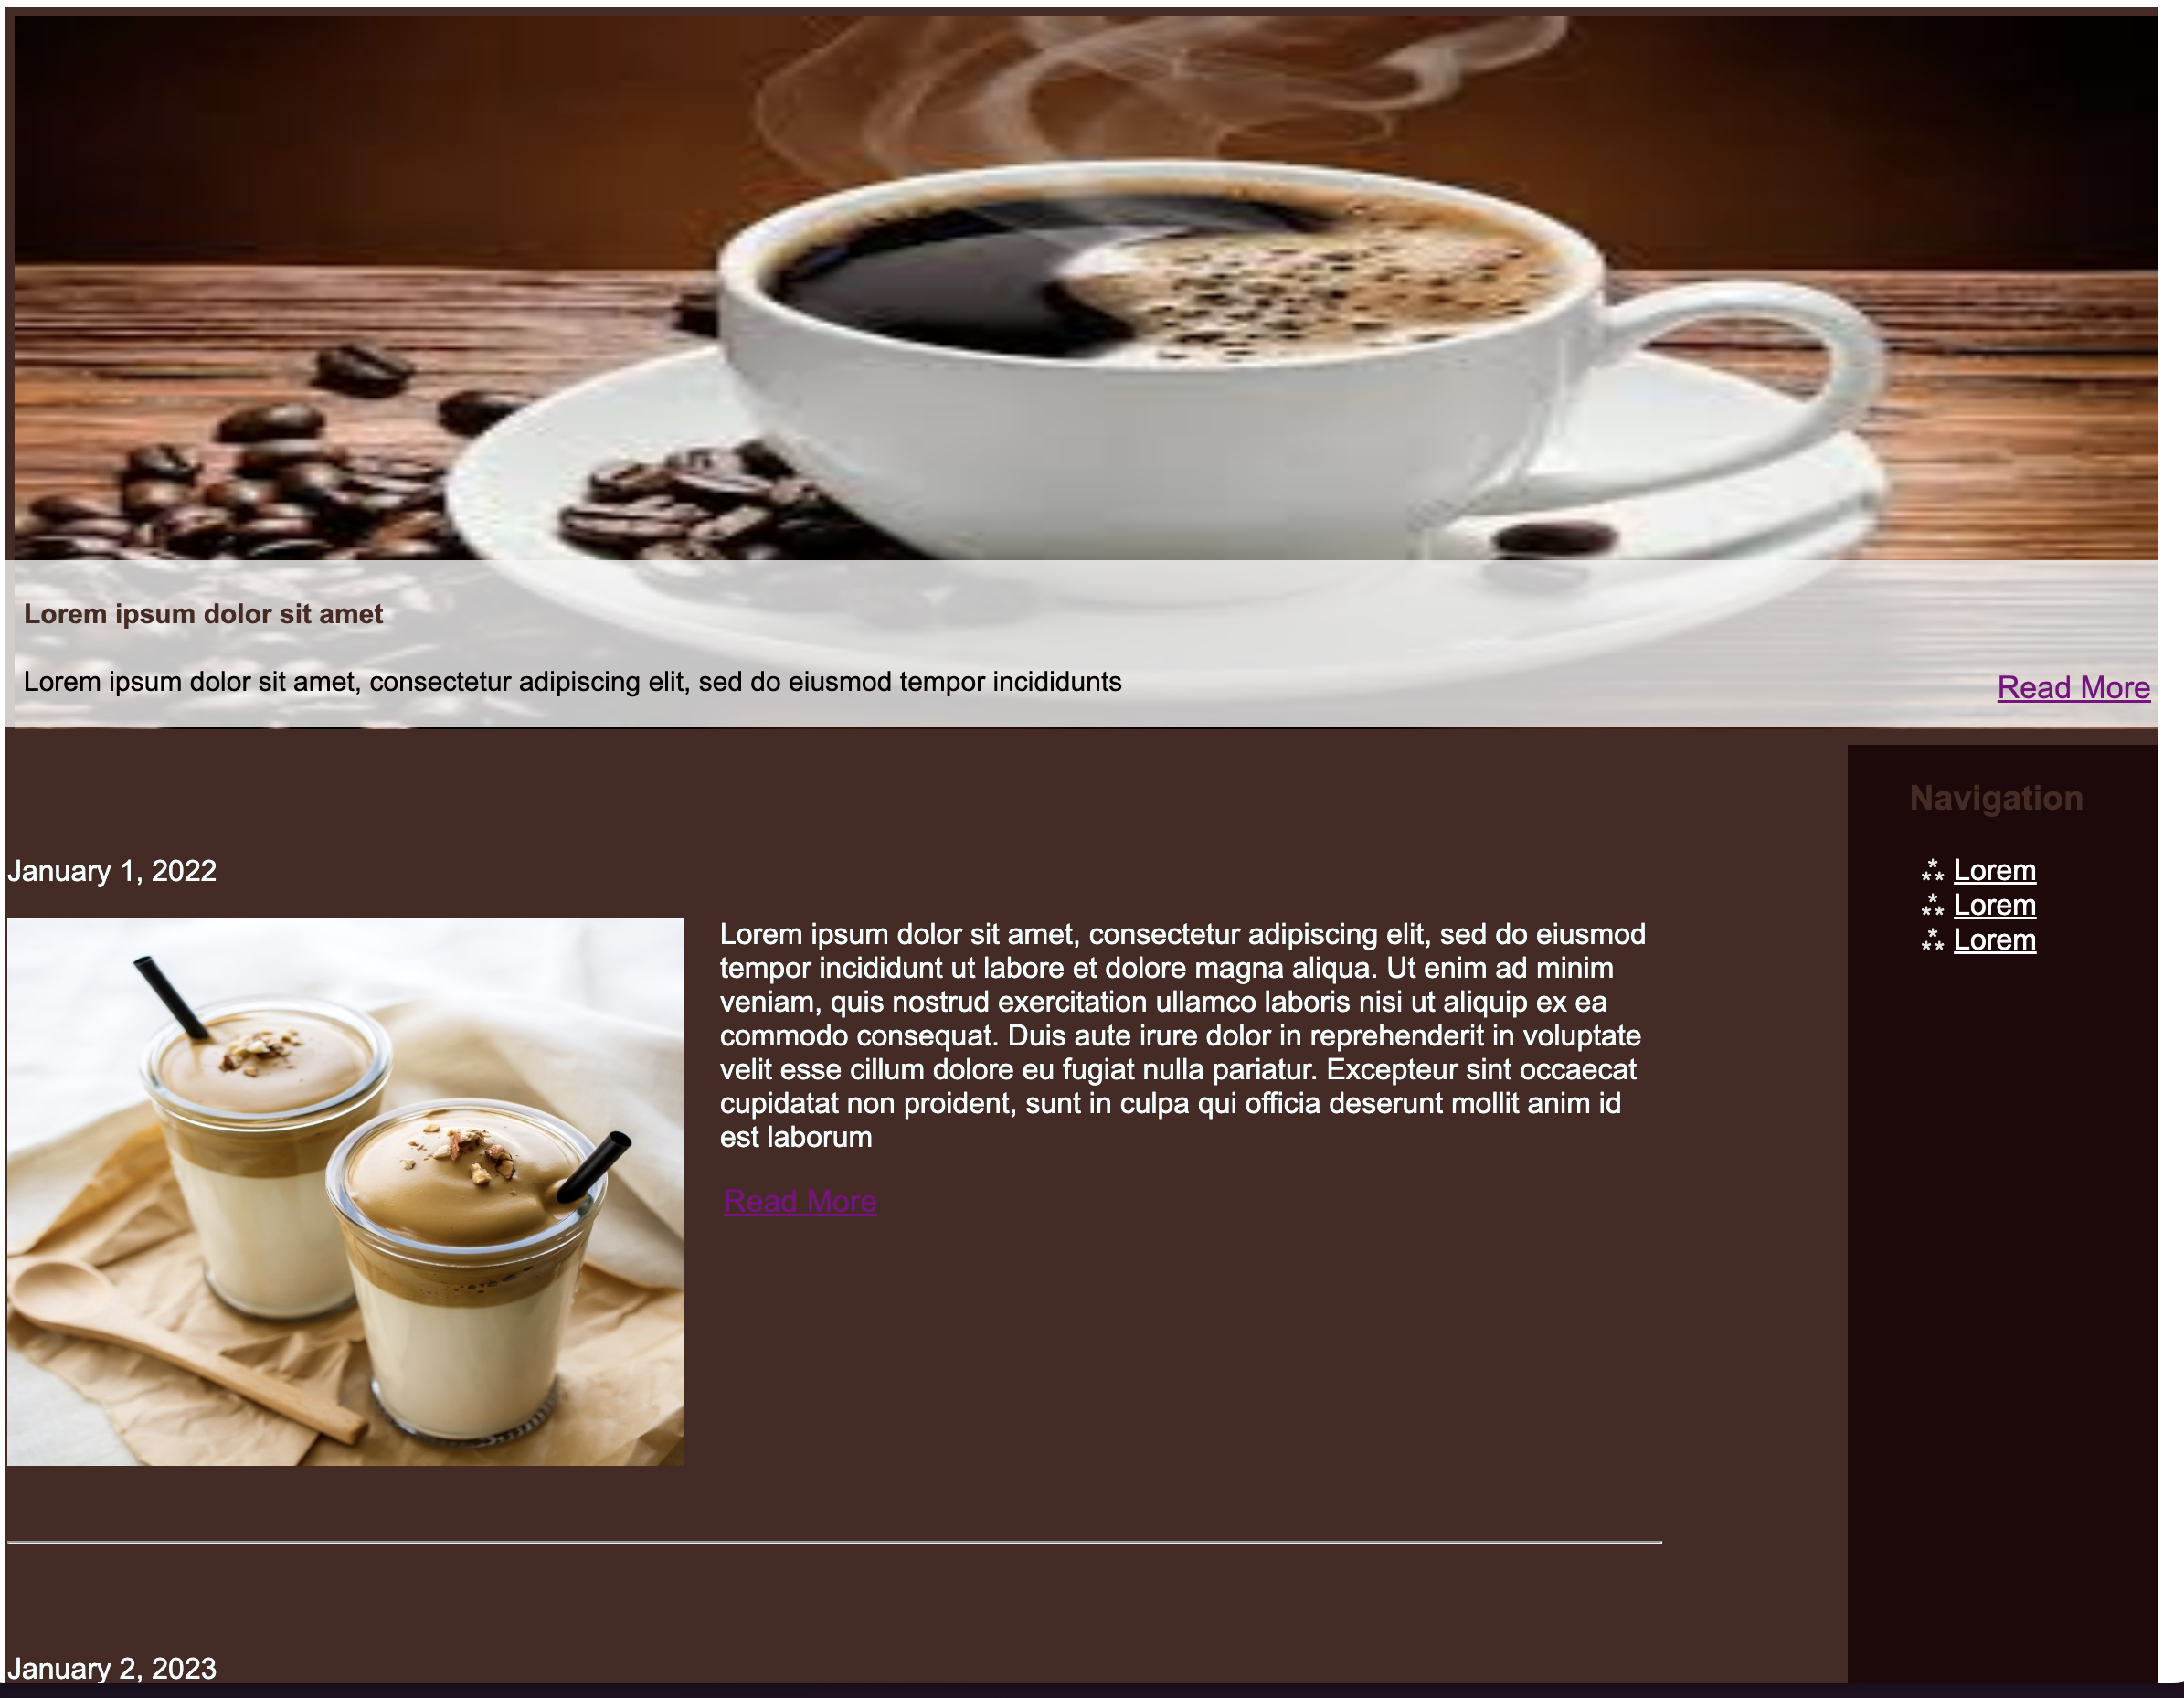 Lorem ipsum dolor sit amet
Lorem ipsum dolor sit amet, consectetur adipiscing elit, sed do eiusmod tempor incididunts
Read More
Navigation
⁂ Lorem
⁂ Lorem
⁂ Lorem
January 1, 2022
Lorem ipsum dolor sit amet, consectetur adipiscing elit, sed do eiusmod
tempor incididunt ut labore et dolore magna aliqua. Ut enim ad minim
veniam, quis nostrud exercitation ullamco laboris nisi ut aliquip ex ea
commodo consequat. Duis aute irure dolor in reprehenderit in voluptate
velit esse cillum dolore eu fugiat nulla pariatur. Excepteur sint occaecat
cupidatat non proident, sunt in culpa qui officia deserunt mollit anim id
est laborum
Read More
January 2, 2023